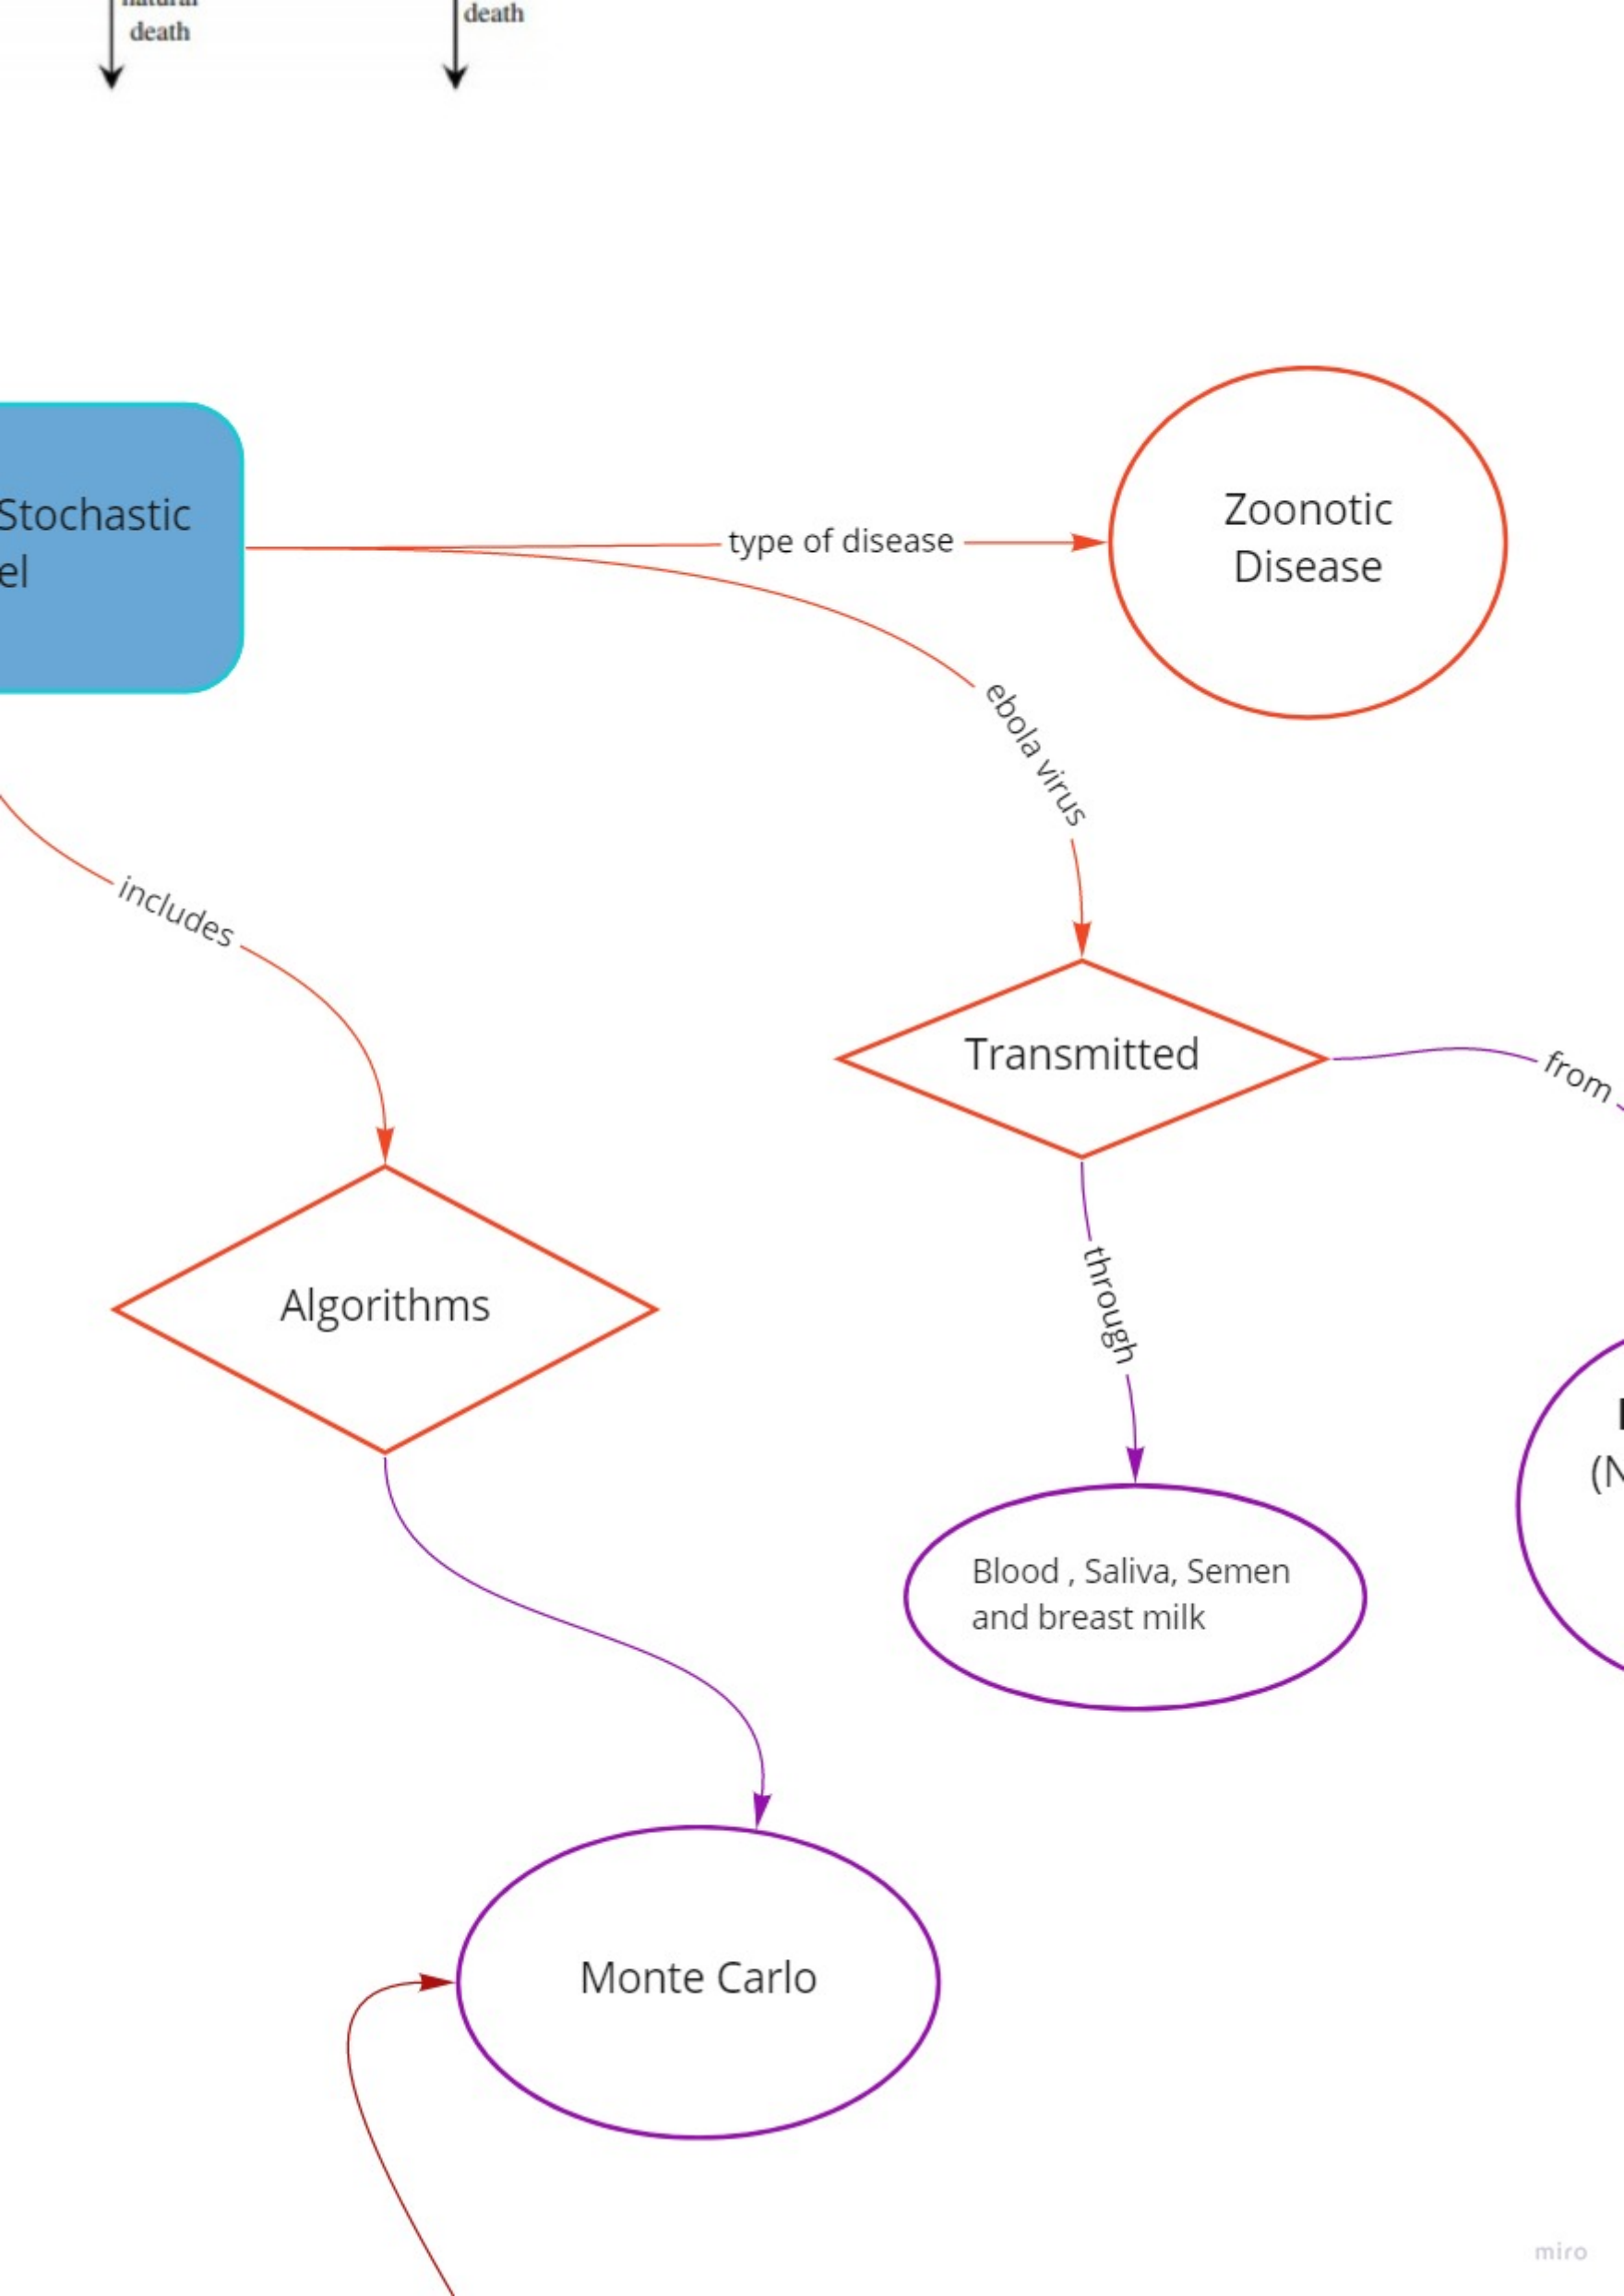 natural
death
death
Stochastic
el
type of disease
Zoonotic
Disease
ebola virus
includes
Transmitted
from
through
Algorithms
(N
Blood , Saliva, Semen
and breast milk
Monte Carlo
miro